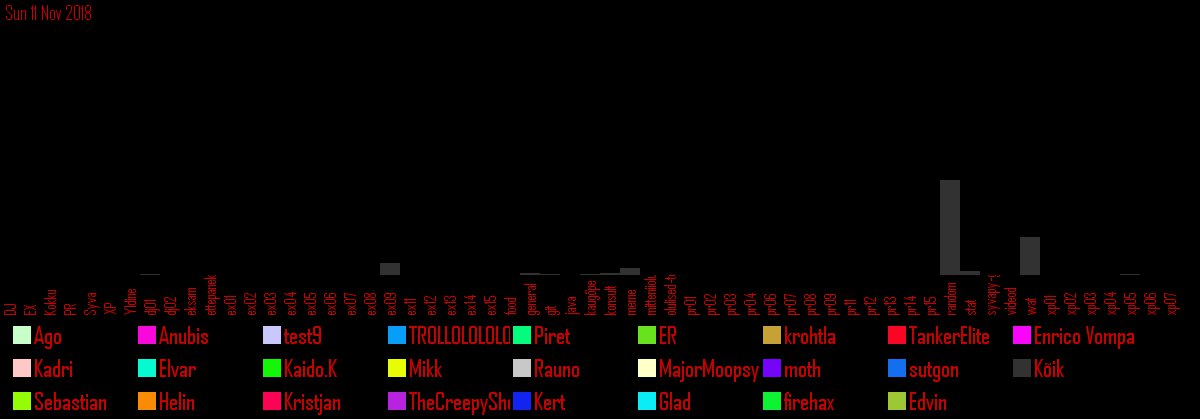 Sun 11 Nov 2018
DJ EX Kokku PR Syva XP Yldine dj01 dj02 eksam ettepanek ex01 ex02 ex03 ex04 ex05 ex06 ex07 ex08 ex09 ex11 ex12 ex13 ex14 ex15 food general git java kaugõpe konsult meme olulised-h pr01 pr02 pr03 pr04 pr06 pr07 pr08 pr09 pr11 pr12 pr13 pr14 pr15 random stat videod waf xp01 xp02 xp03 xp04 xp05 xp06 xp07
Ago Anubis test9 TROLLOLOLOLO Piret ER krohtla TankerElite Enrico Vompa
Kadri Elvar Kaido.K Mikk Rauno MajorMoopsy moth sutgon Kõik
Sebastian Helin Kristjan TheCreepyShi Kert Glad firehax Edvin